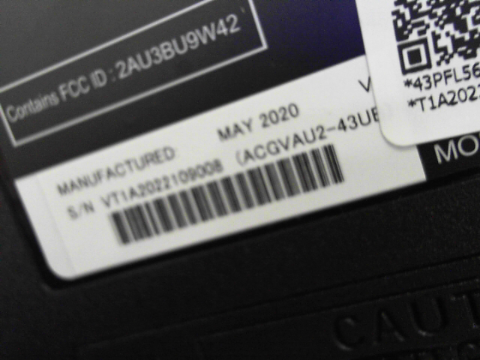 Contains FCC ID : 2AU3BU9W42
MANUFACTURED: MAY 2020 V
S/N VT1A2022109008 (ACGVAU2-43UE
*43PFL56
*T1A202
MO
CAUT